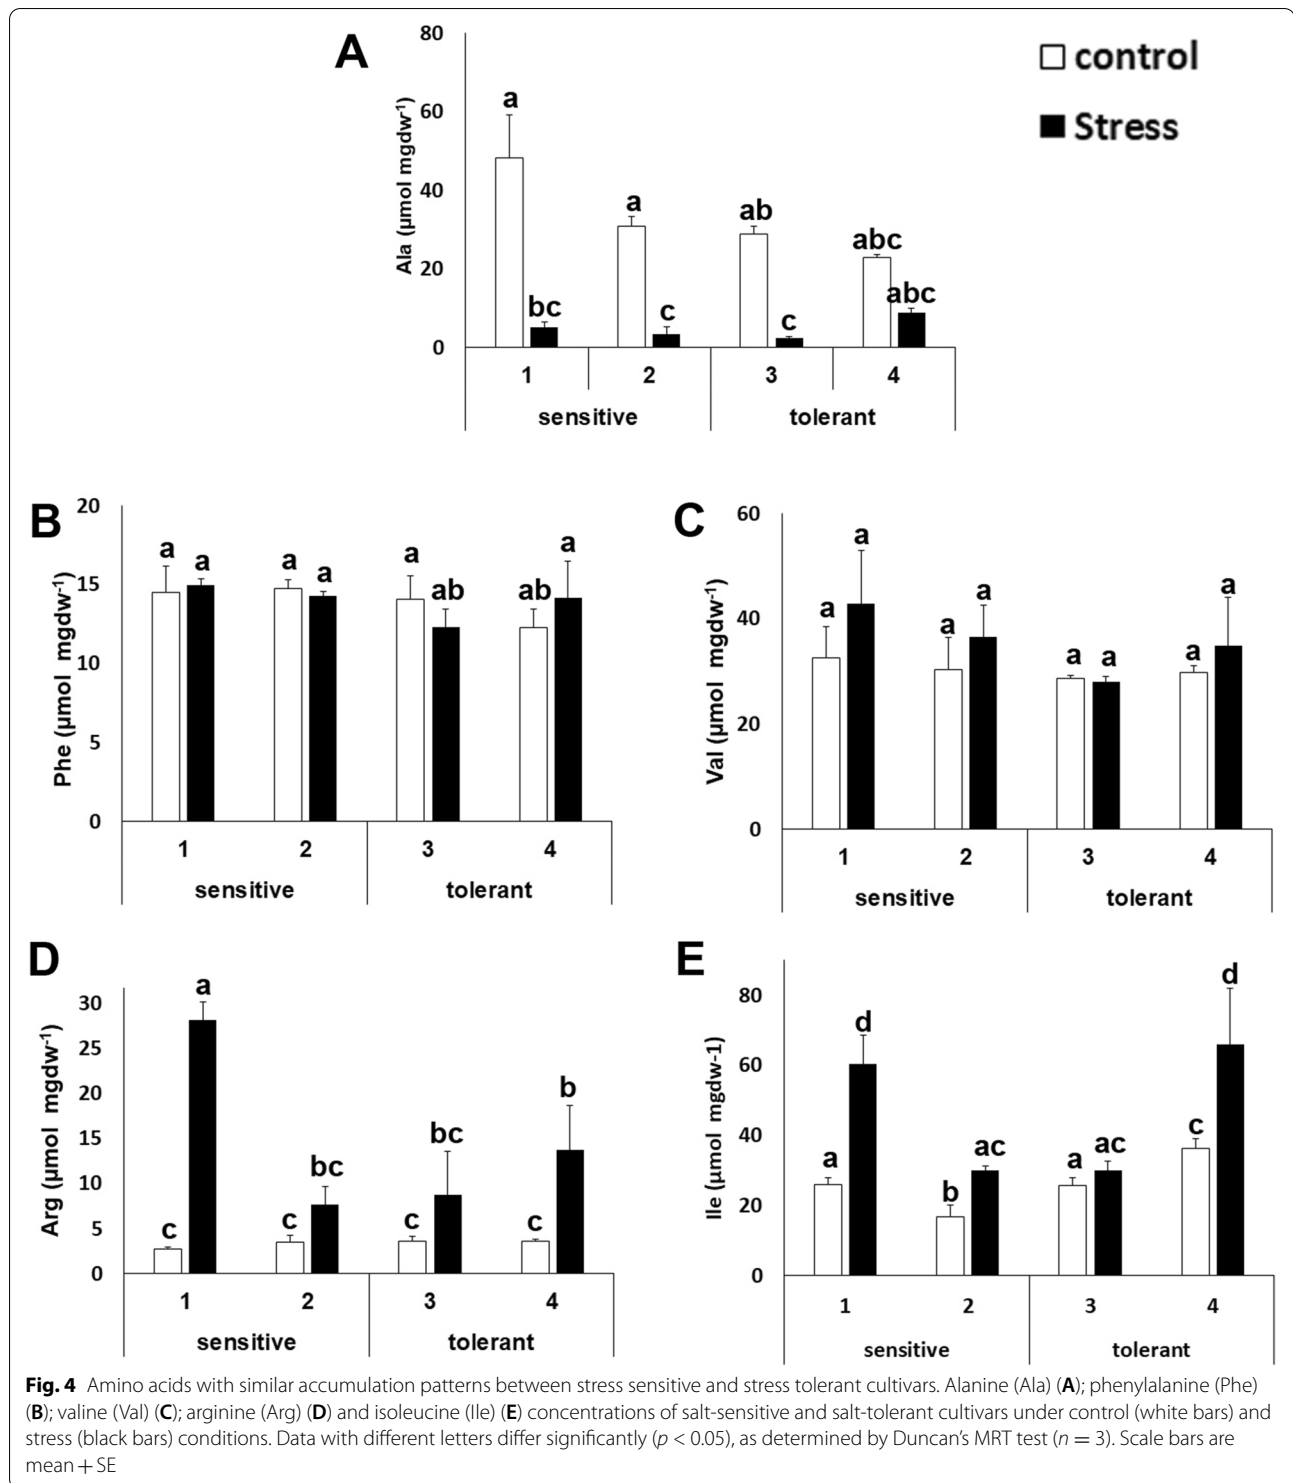 A
80
60
40
20
0
Ala (µmol mgdw-1)
a
bc
a
c
ab
c
abc
abc
1 2 3 4
sensitive tolerant
control
Stress
B
20
15
10
5
0
Phe (µmol mgdw-1)
a a a a a ab ab a
1 2 3 4
sensitive tolerant
C
60
40
20
0
Val (µmol mgdw-1)
a a a a a a a a
1 2 3 4
sensitive tolerant
D
30
25
20
15
10
5
0
Arg (µmol mgdw-1)
c a c bc c bc c b
1 2 3 4
sensitive tolerant
E
80
60
40
20
0
Ile (µmol mgdw-1)
a d b ac a ac c d
1 2 3 4
sensitive tolerant
Fig. 4 Amino acids with similar accumulation patterns between stress sensitive and stress tolerant cultivars. Alanine (Ala) (A); phenylalanine (Phe)
(B); valine (Val) (C); arginine (Arg) (D) and isoleucine (Ile) (E) concentrations of salt-sensitive and salt-tolerant cultivars under control (white bars) and
stress (black bars) conditions. Data with different letters differ significantly (p < 0.05), as determined by Duncan's MRT test (n = 3). Scale bars are
mean + SE